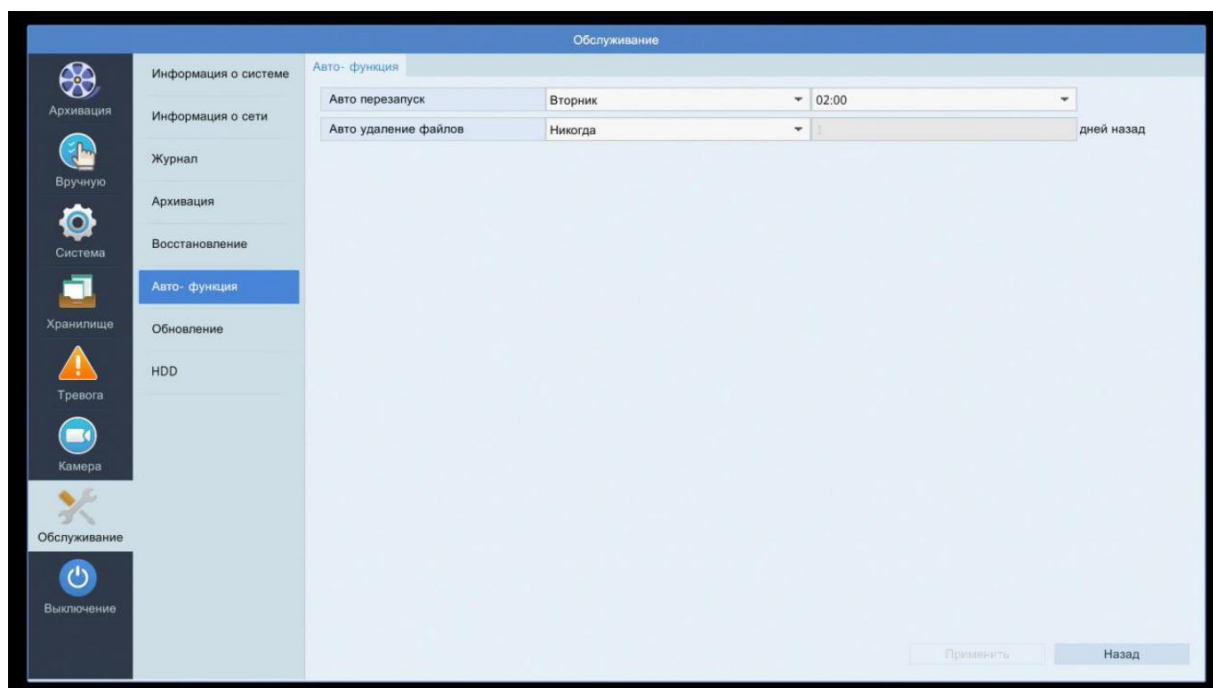 Обслуживание
Архивация
Вручную
Система
Хранилище
Тревога
Камера
Обслуживание
Выключение
Информация о системе
Информация о сети
Журнал
Архивация
Восстановление
Авто- функция
Обновление
HDD
Авто- функция
Авто перезапуск Вторник 02:00
Авто удаление файлов Никогда 1 дней назад
Применить Назад